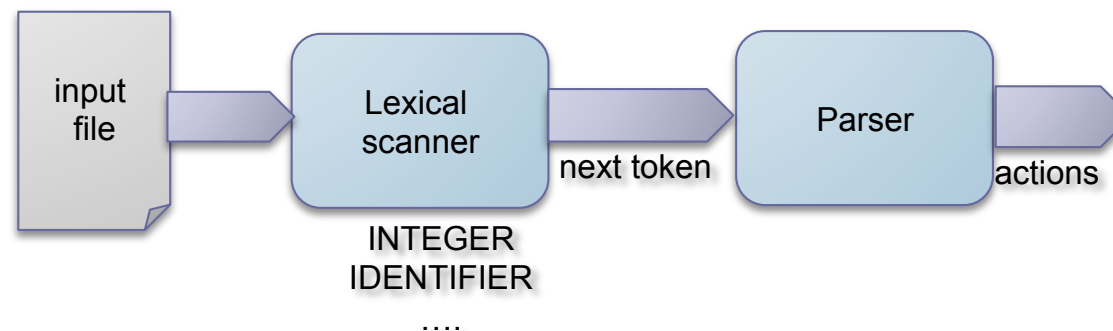 input
file
Lexical
scanner
next token
Parser
actions
INTEGER
IDENTIFIER
....